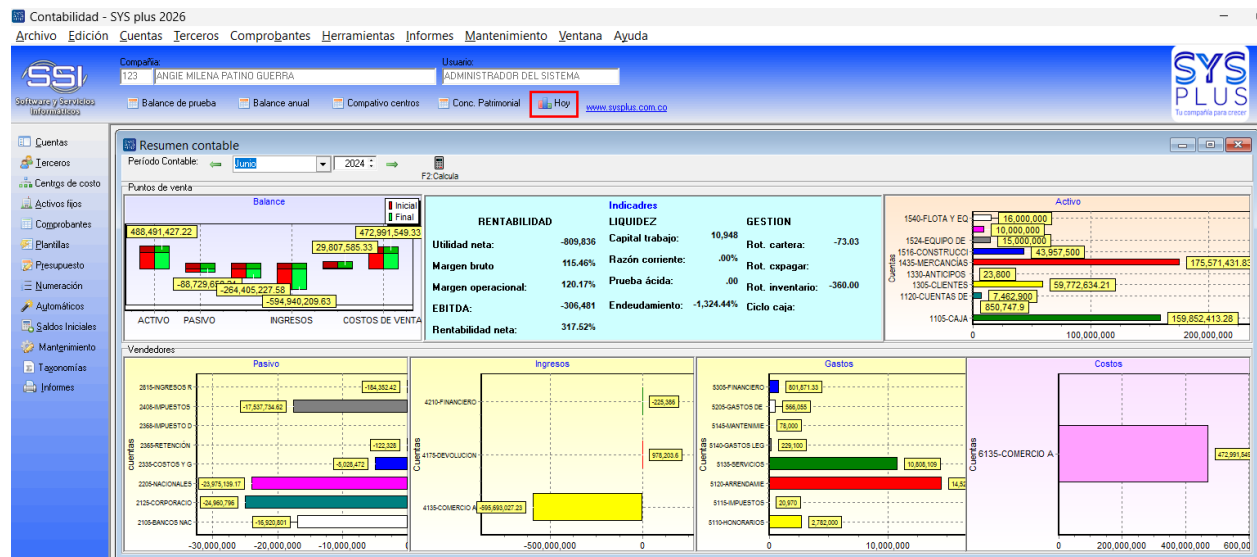 Contabilidad - SYS plus 2026
Archivo Edición Cuentas Terceros Comprobantes Herramientas Informes Mantenimiento Ventana Ayuda
SSI
Software y Servicios
Informáticos
Compañía:
123 ANGIE MILENA PATINO GUERRA
Usuario:
ADMINISTRADOR DEL SISTEMA
Balance de prueba Balance anual Compativo centros Conc. Patrimonial Hoy www.sysplus.com.co
SYS
PLUS
Tu compañía para crecer
Cuentas
Terceros
Centros de costo
Activos fijos
Comprobantes
Plantillas
Presupuesto
Numeración
Automáticos
Saldos Iniciales
Mantenimiento
Taxonomías
Informes
Resumen contable
Período Contable: Junio 2024
F2:Calcula
Puntos de venta
Balance
Inicial
Final
488,491,427.22
472,991,549.33
29,807,585.33
-264,405,227.58
-594,940,209.63
ACTIVO PASIVO INGRESOS COSTOS DE VENTA
Indicadres
RENTABILIDAD LIQUIDEZ GESTION
Utilidad neta: -809,836 Capital trabajo: 10,948 Rot. cartera: -73.03
Margen bruto 115.46% Razón corriente: .00% Rot. cxpagar:
Margen operacional: 120.17% Prueba ácida: .00 Rot. inventario: -360.00
EBITDA: -306,481 Endeudamiento: -1,324.44% Ciclo caja:
Rentabilidad neta: 317.52%
Activo
Cuentas
1540-FLOTA Y EQ 16,000,000
10,000,000
1524-EQUIPO DE 15,000,000
1516-CONSTRUCCI 43,957,500
1435-MERCANCÍAS 175,571,431.83
1330-ANTICIPOS 23,800
1305-CLIENTES 59,772,634.21
1120-CUENTAS DE 7,462,900
850,747.9
1105-CAJA 159,852,413.28
0 100,000,000 200,000,000
Vendedores
Pasivo
cuentas
2815-INGRESOS R -184,352.42
2408-IMPUESTOS -17,537,734.62
2368-IMPUESTO D
2365-RETENCIÓN -122,328
2335-COSTOS Y G -5,028,472
2205-NACIONALES -23,975,139.17
2125-CORPORACIO -24,960,796
2105-BANCOS NAC -16,920,801
-30,000,000 -20,000,000 -10,000,000
Ingresos
Cuentas
4210-FINANCIERO -225,386
4175-DEVOLUCION 978,203.6
4135-COMERCIO A -595,693,027.23
-500,000,000 0
Gastos
cuentas
5305-FINANCIERO 801,871.33
5205-GASTOS DE 566,055
5145-MANTENIMIE 78,000
5140-GASTOS LEG 229,100
5135-SERVICIOS 10,808,109
5120-ARRENDAMIE 14,52
5115-IMPUESTOS 20,970
5110-HONORARIOS 2,782,000
0 10,000,000
Costos
Cuentas
6135-COMERCIO A 472,991,549
0 200,000,000 400,000,000 600,00